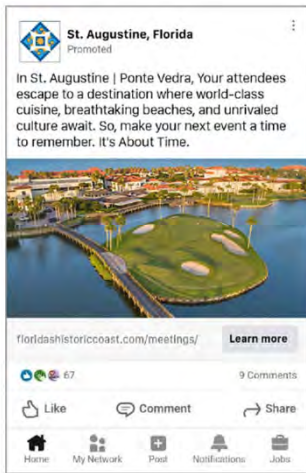 St. Augustine, Florida
Promoted
In St. Augustine | Ponte Vedra, Your attendees
escape to a destination where world-class
cuisine, breathtaking beaches, and unrivaled
culture await. So, make your next event a time
to remember. It's About Time.
floridashistoriccoast.com/meetings/ Learn more
67 9 Comments
Like Comment Share
Home My Network Post Notifications Jobs